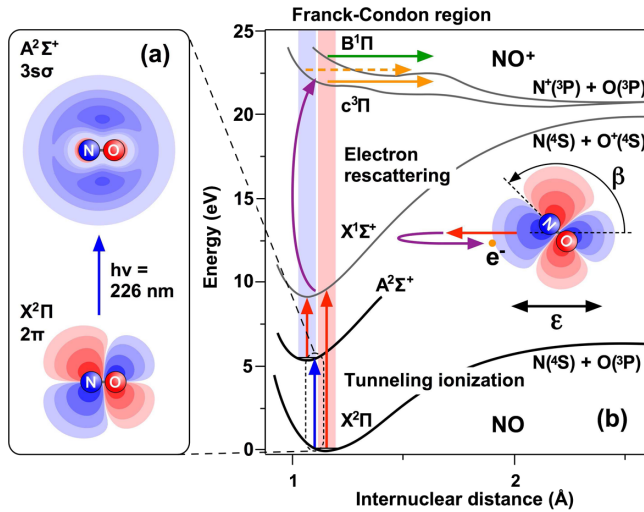 (a)
A²Σ⁺
3sσ
N O
hν =
226 nm
X²Π
2π
N O
Franck-Condon region
25
20
15
10
5
0
Energy (eV)
1
2
Internuclear distance (Å)
B¹Π
NO⁺
N⁺(³P) + O(³P)
c³Π
N(⁴S) + O⁺(⁴S)
Electron
rescattering
β
X¹Σ⁺
N
O
e⁻
A²Σ⁺
ε
N(⁴S) + O(³P)
Tunneling ionization
(b)
X²Π
NO